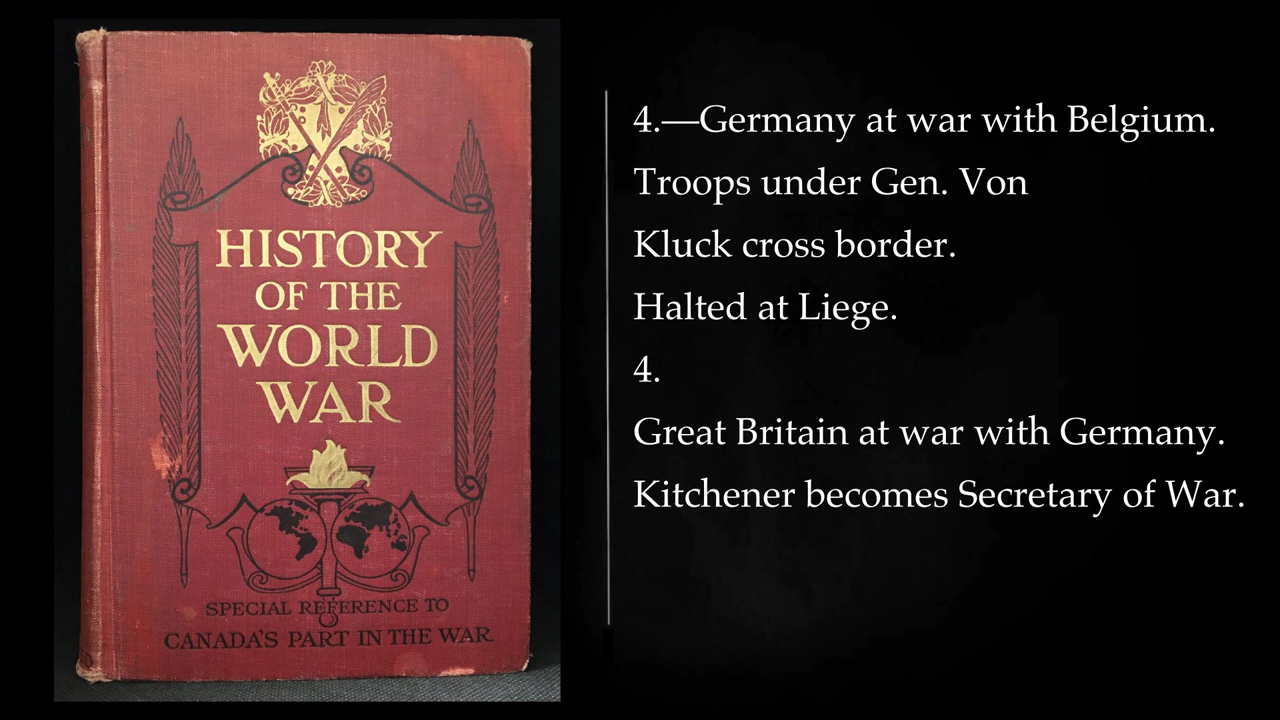 HISTORY
OF THE
WORLD
WAR
SPECIAL REFERENCE TO
CANADA'S PART IN THE WAR
4.—Germany at war with Belgium.
Troops under Gen. Von
Kluck cross border.
Halted at Liege.
4.
Great Britain at war with Germany.
Kitchener becomes Secretary of War.